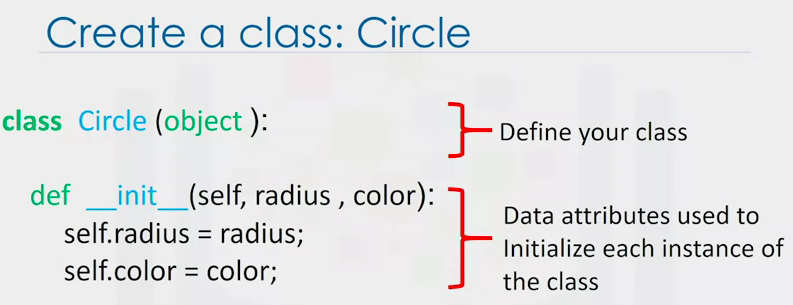 Create a class: Circle
class Circle (object ):
Define your class
def __init__(self, radius , color):
self.radius = radius;
self.color = color;
Data attributes used to
Initialize each instance of
the class